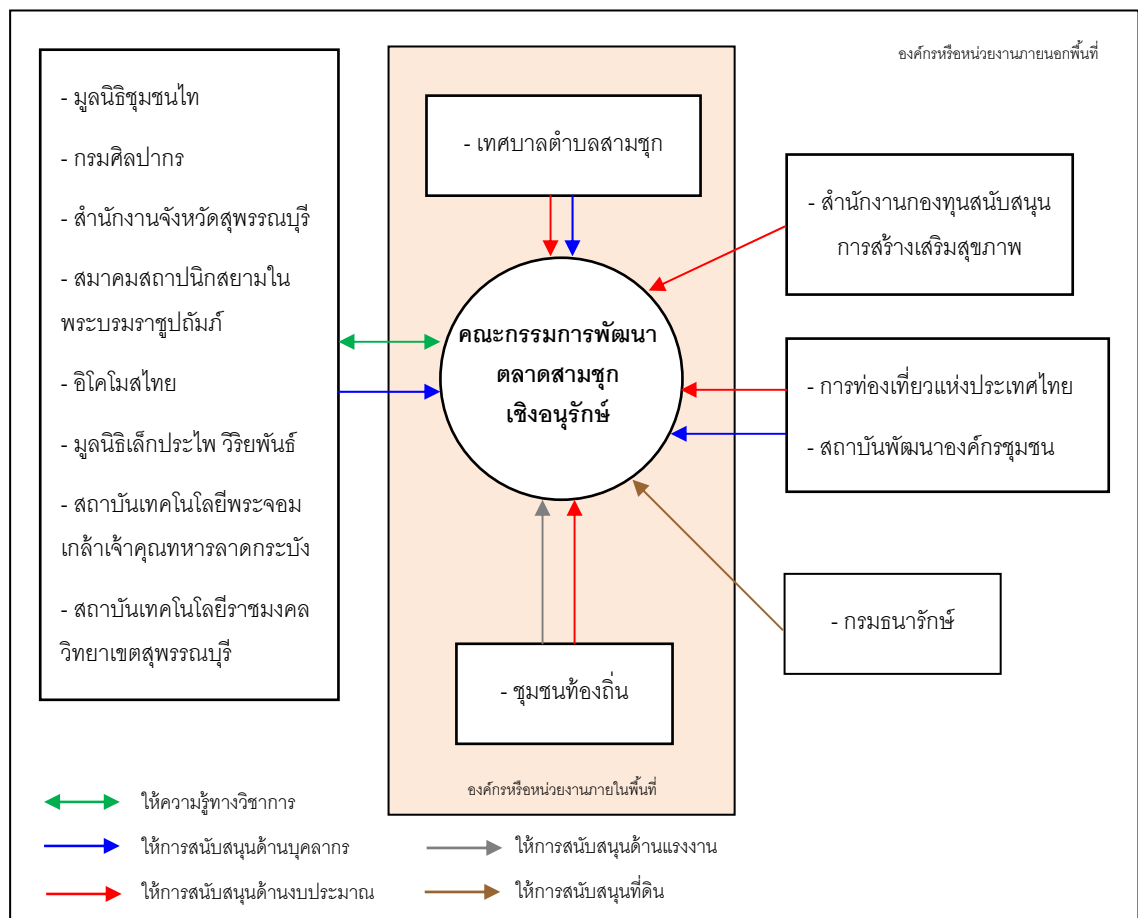 องค์กรหรือหน่วยงานภายนอกพื้นที่
- มูลนิธิชุมชนไท
- กรมศิลปากร
- สำนักงานจังหวัดสุพรรณบุรี
- สมาคมสถาปนิกสยามใน
พระบรมราชูปถัมภ์
- อิโคโมสไทย
- มูลนิธิเล็กประไพ วิริยพันธ์
- สถาบันเทคโนโลยีพระจอม
เกล้าเจ้าคุณทหารลาดกระบัง
- สถาบันเทคโนโลยีราชมงคล
วิทยาเขตสุพรรณบุรี
- เทศบาลตำบลสามชุก
คณะกรรมการพัฒนา
ตลาดสามชุก
เชิงอนุรักษ์
- ชุมชนท้องถิ่น
องค์กรหรือหน่วยงานภายในพื้นที่
- สำนักงานกองทุนสนับสนุน
การสร้างเสริมสุขภาพ
- การท่องเที่ยวแห่งประเทศไทย
- สถาบันพัฒนาองค์กรชุมชน
- กรมธนารักษ์
ให้ความรู้ทางวิชาการ
ให้การสนับสนุนด้านบุคลากร
ให้การสนับสนุนด้านงบประมาณ
ให้การสนับสนุนด้านแรงงาน
ให้การสนับสนุนที่ดิน